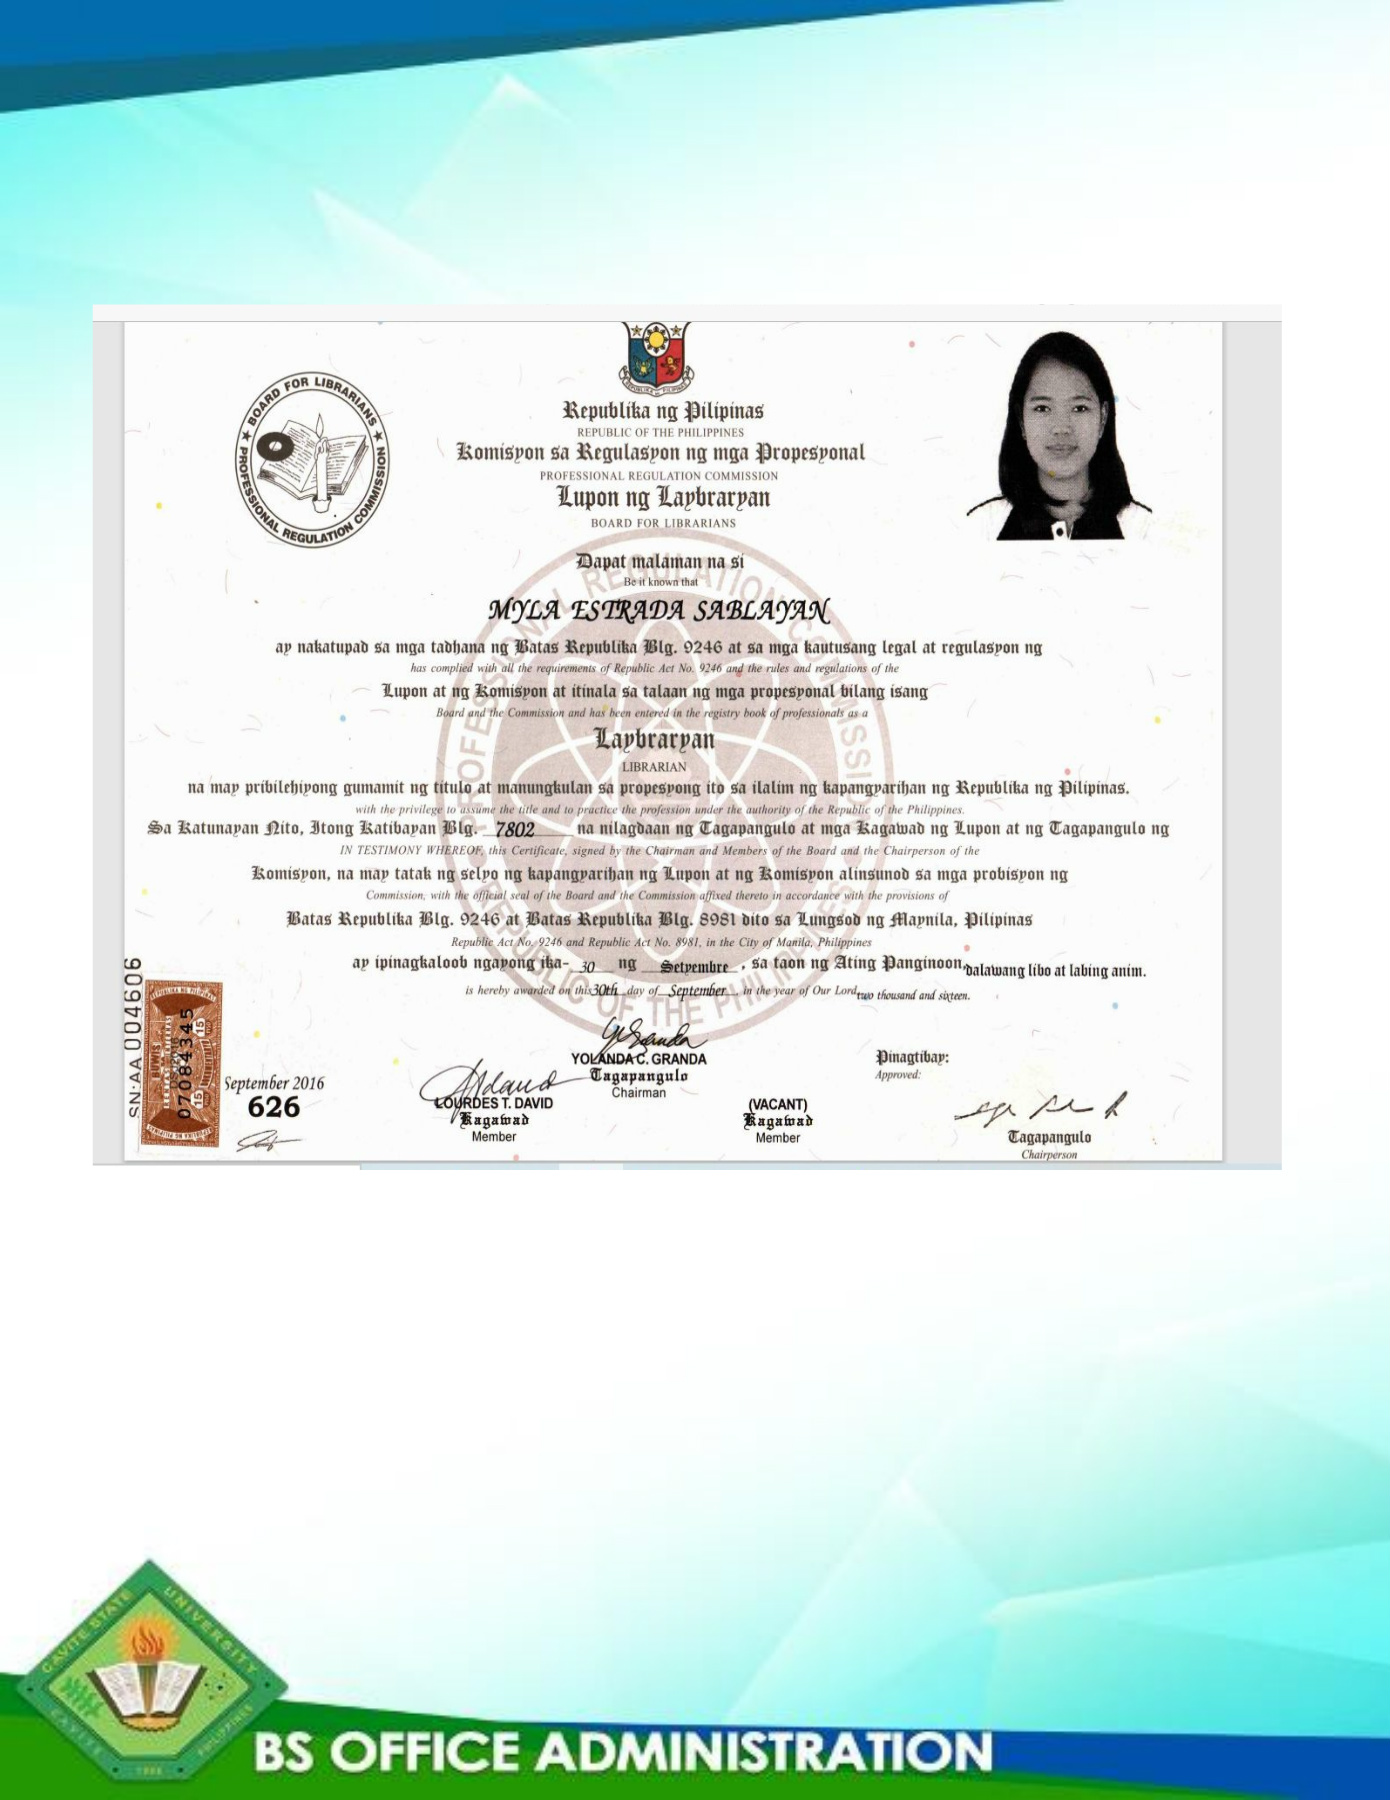 BOARD FOR LIBRARIANS
PROFESSIONAL REGULATION COMMISSION
Republika ng Pilipinas
REPUBLIC OF THE PHILIPPINES
Komisyon sa Regulasyon ng mga Propesyonal
PROFESSIONAL REGULATION COMMISSION
Lupon ng Laybraryan
BOARD FOR LIBRARIANS
Dapat malaman na si
Be it known that
MYLA ESTRADA SABLAYAN
ay nakatupad sa mga tadhana ng Batas Republika Blg. 9246 at sa mga kautusang legal at regulasyon ng
has complied with all the requirements of Republic Act No. 9246 and the rules and regulations of the
Lupon at ng Komisyon at itinala sa talaan ng mga propesyonal bilang isang
Board and the Commission and has been entered in the registry book of professionals as a
Laybraryan
LIBRARIAN
na may pribilehiyong gumamit ng titulo at manungkulan sa propesyong ito sa ilalim ng kapangyarihan ng Republika ng Pilipinas.
with the privilege to assume the title and to practice the profession under the authority of the Republic of the Philippines.
Sa Katunayan Nito, Itong Katibayan Blg. 7802 na nilagdaan ng Tagapangulo at mga Kagawad ng Lupon at ng Tagapangulo ng
IN TESTIMONY WHEREOF, this Certificate, signed by the Chairman and Members of the Board and the Chairperson of the
Komisyon, na may tatak ng selyo ng kapangyarihan ng Lupon at ng Komisyon alinsunod sa mga probisyon ng
Commission, with the official seal of the Board and the Commission affixed thereto in accordance with the provisions of
Batas Republika Blg. 9246 at Batas Republika Blg. 8981 dito sa Lungsod ng Maynila, Pilipinas
Republic Act No. 9246 and Republic Act No. 8981, in the City of Manila, Philippines
ay ipinagkaloob ngayong ika- 30 ng Setyembre, sa taon ng Ating Panginoon, dalawang libo at labing anim.
is hereby awarded on this 30th day of September, in the year of Our Lord, two thousand and sixteen.
PROFESSIONAL REGULATION COMMISSION
REPUBLIC OF THE PHILIPPINES
SN:AA 004606
REPUBLIKA NG PILIPINAS
07084345
15
15
September 2016
626
YOLANDA C. GRANDA
Tagapangulo
Chairman
LOURDES T. DAVID
Kagawad
Member
(VACANT)
Kagawad
Member
Pinagtibay:
Approved:
Tagapangulo
Chairperson
CAVITE STATE UNIVERSITY
CAVITE
PHILIPPINES
BS OFFICE ADMINISTRATION